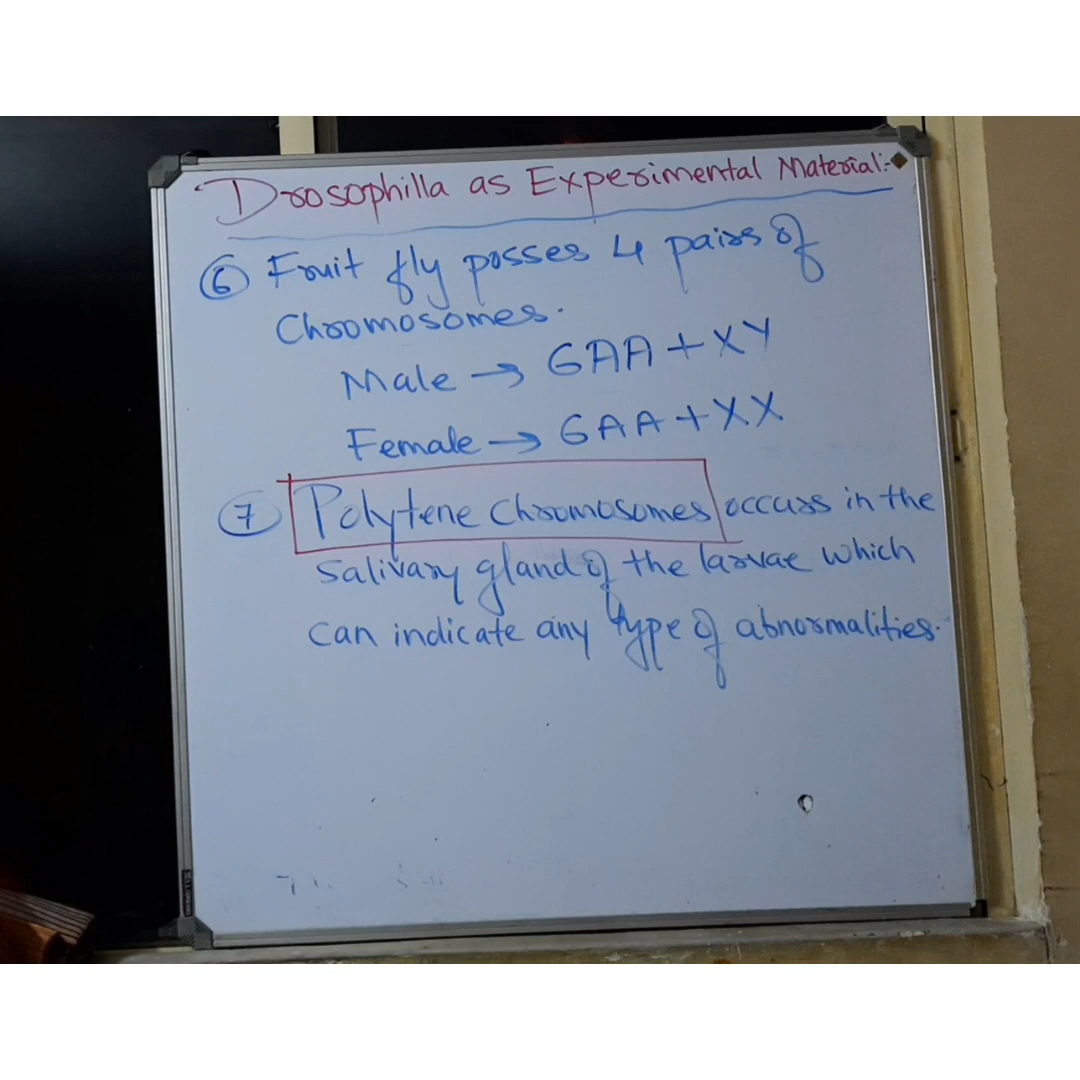 Drosophilla as Experimental Material:-
⑥ Fruit fly posses 4 pairs of
Chromosomes.
Male → 6AA + XY
Female → 6AA + XX
⑦ Polytene Chromosomes occurs in the
Salivary gland of the larvae which
can indicate any type of abnormalities.